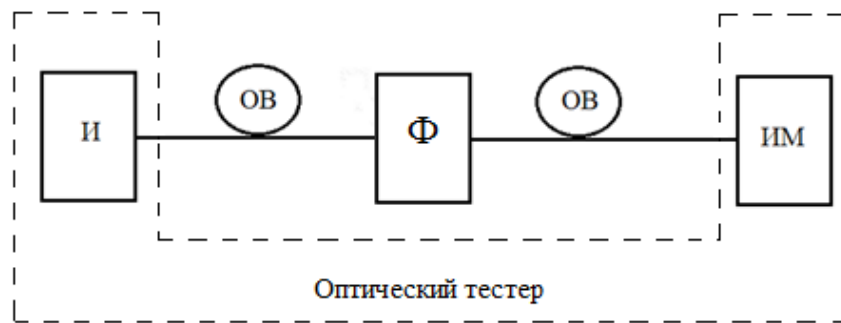 ОВ
ОВ
И
Ф
ИМ
Оптический тестер